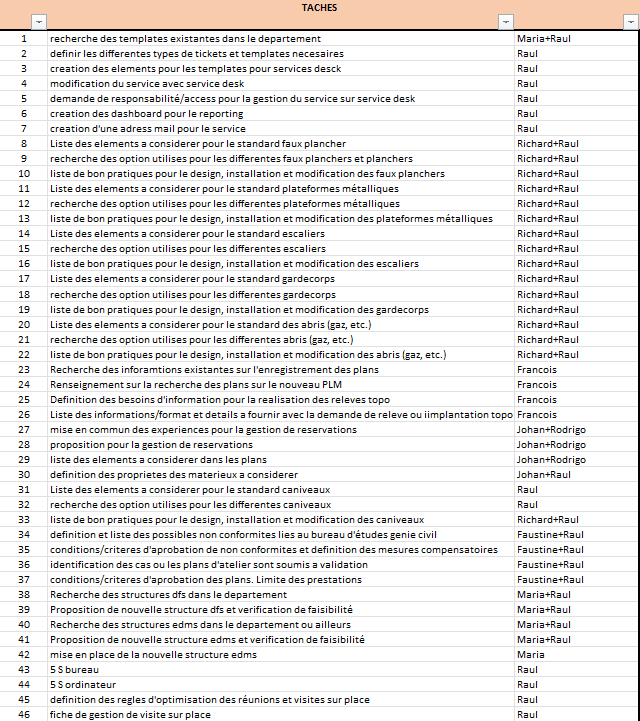 TACHES
1 recherche des templates existantes dans le departement Maria+Raul
2 definir les differentes types de tickets et templates necesaires Raul
3 creation des elements pour les templates pour services desck Raul
4 modification du service avec service desk Raul
5 demande de responsabilité/access pour la gestion du service sur service desk Raul
6 creation des dashboard pour le reporting Raul
7 creation d'une adress mail pour le service Raul
8 Liste des elements a considerer pour le standard faux plancher Richard+Raul
9 recherche des option utilises pour les differentes faux planchers et planchers Richard+Raul
10 liste de bon pratiques pour le design, installation et modification des faux planchers Richard+Raul
11 Liste des elements a considerer pour le standard plateformes métalliques Richard+Raul
12 recherche des option utilises pour les differentes plateformes métalliques Richard+Raul
13 liste de bon pratiques pour le design, installation et modification des plateformes métalliques Richard+Raul
14 Liste des elements a considerer pour le standard escaliers Richard+Raul
15 recherche des option utilises pour les differentes escaliers Richard+Raul
16 liste de bon pratiques pour le design, installation et modification des escaliers Richard+Raul
17 Liste des elements a considerer pour le standard gardecorps Richard+Raul
18 recherche des option utilises pour les differentes gardecorps Richard+Raul
19 liste de bon pratiques pour le design, installation et modification des gardecorps Richard+Raul
20 Liste des elements a considerer pour le standard des abris (gaz, etc.) Richard+Raul
21 recherche des option utilises pour les differentes abris (gaz, etc.) Richard+Raul
22 liste de bon pratiques pour le design, installation et modification des abris (gaz, etc.) Richard+Raul
23 Recherche des inforamtions existantes sur l'enregistrement des plans Francois
24 Renseignement sur la recherche des plans sur le nouveau PLM Francois
25 Definition des besoins d'information pour la realisation des releves topo Francois
26 Liste des informations/format et details a fournir avec la demande de releve ou iimplantation topo Francois
27 mise en commun des experiences pour la gestion de reservations Johan+Rodrigo
28 proposition pour la gestion de reservations Johan+Rodrigo
29 liste des elements a considerer dans les plans Johan+Rodrigo
30 definition des proprietes des materieux a considerer Johan+Raul
31 Liste des elements a considerer pour le standard caniveaux Raul
32 recherche des option utilises pour les differentes caniveaux Raul
33 liste de bon pratiques pour le design, installation et modification des caniveaux Richard+Raul
34 definition et liste des possibles non conformites lies au bureau d'études genie civil Faustine+Raul
35 conditions/criteres d'aprobation de non conformites et definition des mesures compensatoires Faustine+Raul
36 identification des cas ou les plans d'atelier sont soumis a validation Faustine+Raul
37 conditions/criteres d'aprobation des plans. Limite des prestations Faustine+Raul
38 Recherche des structures dfs dans le departement Maria+Raul
39 Proposition de nouvelle structure dfs et verification de faisibilité Maria+Raul
40 Recherche des structures edms dans le departement ou ailleurs Maria+Raul
41 Proposition de nouvelle structure edms et verification de faisibilité Maria+Raul
42 mise en place de la nouvelle structure edms Maria
43 5 S bureau Raul
44 5 S ordinateur Raul
45 definition des regles d'optimisation des réunions et visites sur place Raul
46 fiche de gestion de visite sur place Raul